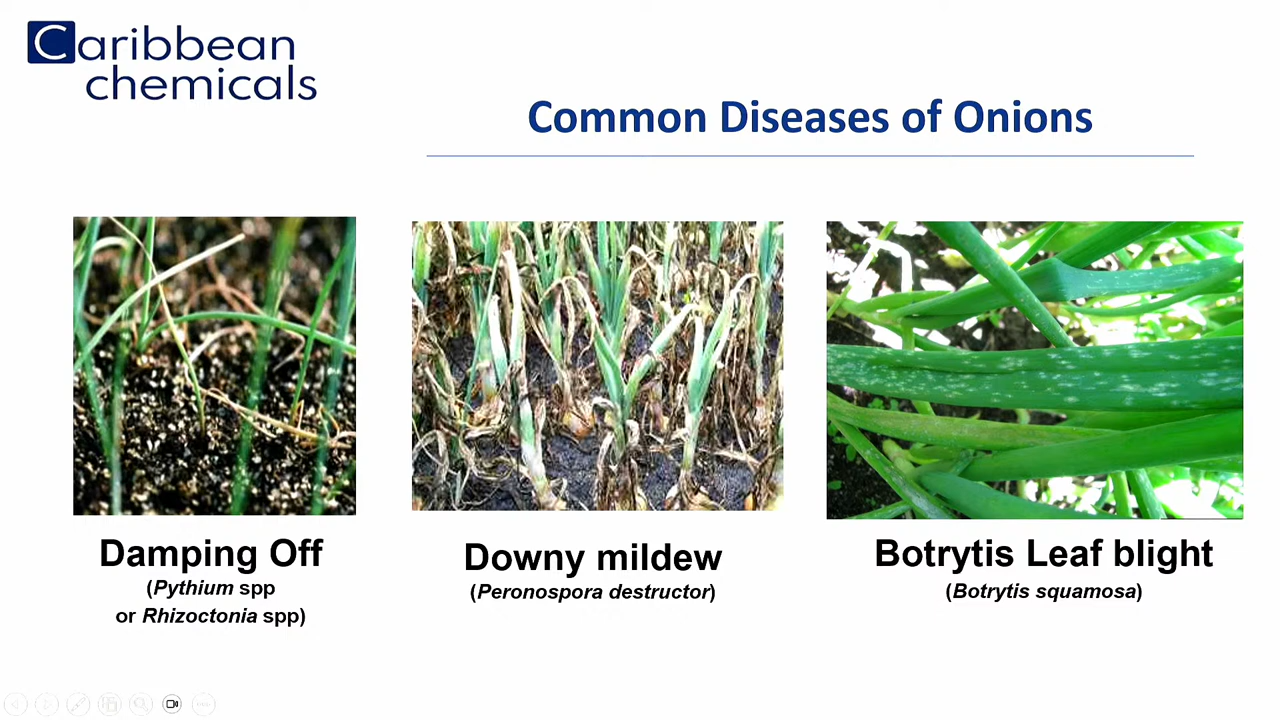 Caribbean
chemicals
Common Diseases of Onions
Damping Off
(Pythium spp
or Rhizoctonia spp)
Downy mildew
(Peronospora destructor)
Botrytis Leaf blight
(Botrytis squamosa)